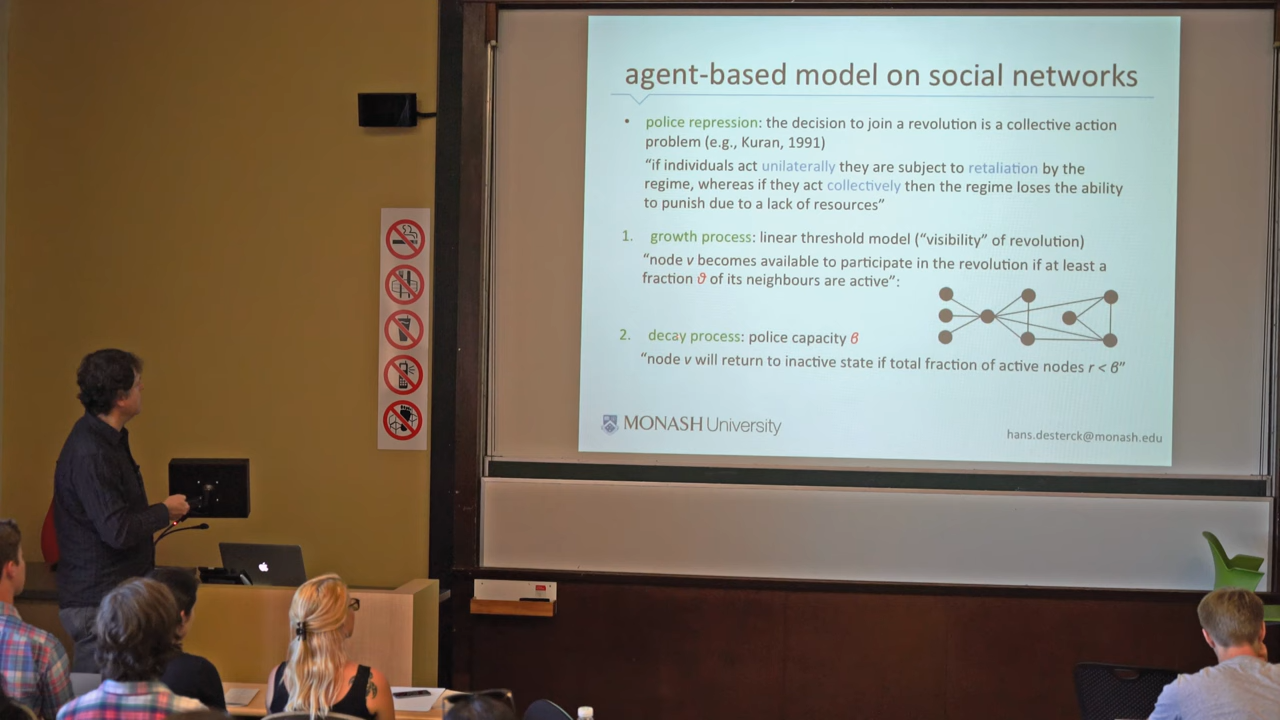 agent-based model on social networks
• police repression: the decision to join a revolution is a collective action
problem (e.g., Kuran, 1991)
“if individuals act unilaterally they are subject to retaliation by the
regime, whereas if they act collectively then the regime loses the ability
to punish due to a lack of resources”
1. growth process: linear threshold model (“visibility” of revolution)
“node v becomes available to participate in the revolution if at least a
fraction ϑ of its neighbours are active”:
2. decay process: police capacity β
“node v will return to inactive state if total fraction of active nodes r < β”
MONASH University
hans.desterck@monash.edu